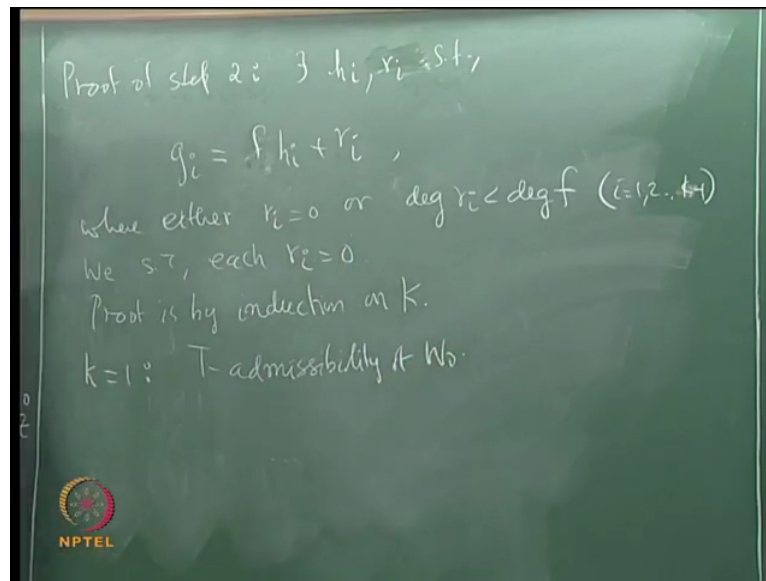 Proof of step 2: ∃ hi, ri s.t.,
gi = f hi + ri ,
where either ri = 0 or deg ri < deg f (i=1,2..k-1)
We s.T, each ri = 0.
Proof is by induction on K.
k=1: T-admissibility of W0.
NPTEL